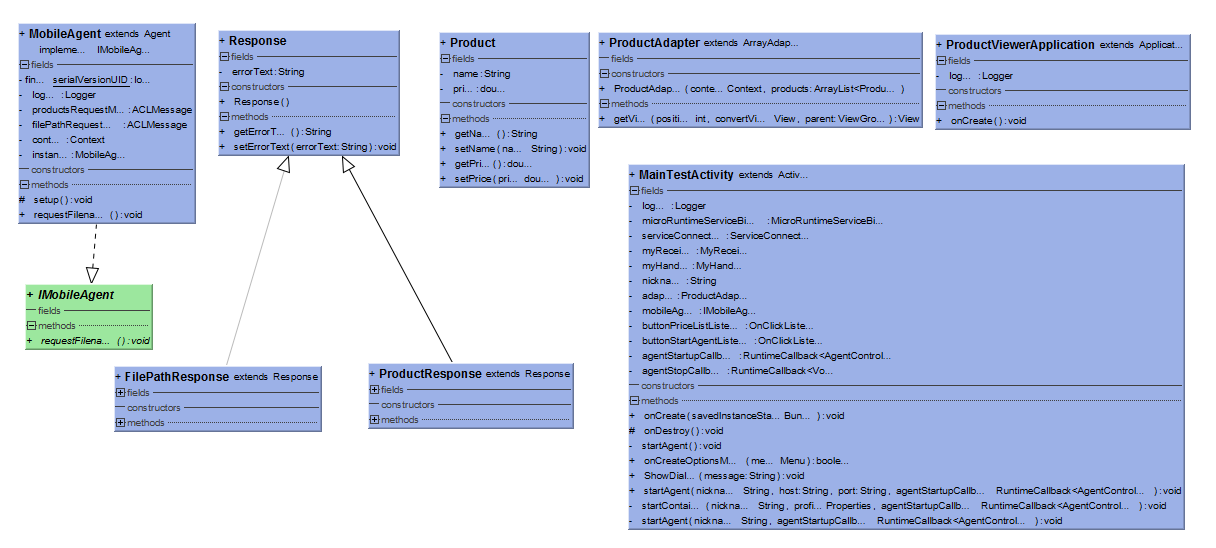 + MobileAgent extends Agent
impleme... IMobileAg...
fields
- fin... serialVersionUID :lo...
- log... :Logger
- productsRequestM... :ACLMessage
- filePathRequest... :ACLMessage
- cont... :Context
- instan... :MobileAg...
constructors
methods
# setup():void
+ requestFilena... ():void
+ IMobileAgent
fields
methods
+ requestFilena... ():void
+ Response
fields
- errorText:String
constructors
+ Response()
methods
+ getErrorT... ():String
+ setErrorText(errorText:String):void
+ FilePathResponse extends Response
fields
constructors
methods
+ ProductResponse extends Response
fields
constructors
methods
+ Product
fields
- name:String
- pri... :dou...
constructors
methods
+ getNa... ():String
+ setName(na... String):void
+ getPri... ():dou...
+ setPrice(pri... dou... ):void
+ ProductAdapter extends ArrayAdap...
fields
constructors
+ ProductAdap... (conte... Context, products:ArrayList<Produ... )
methods
+ getVi... (positi... int, convertVi... View, parent:ViewGro... ):View
+ ProductViewerApplication extends Applicat...
fields
- log... :Logger
constructors
methods
+ onCreate():void
+ MainTestActivity extends Activ...
fields
- log... :Logger
- microRuntimeServiceBi... :MicroRuntimeServiceBi...
- serviceConnect... :ServiceConnect...
- myRecei... :MyRecei...
- myHand... :MyHand...
- nickna... :String
- adap... :ProductAdap...
- mobileAg... :IMobileAg...
- buttonPriceListListe... :OnClickListe...
- buttonStartAgentListe... :OnClickListe...
- agentStartupCallb... :RuntimeCallback<AgentControl...
- agentStopCallb... :RuntimeCallback<Vo...
constructors
methods
+ onCreate(savedInstanceSta... Bun... ):void
# onDestroy():void
- startAgent():void
+ onCreateOptionsM... (me... Menu):boole...
+ ShowDial... (message:String):void
+ startAgent(nickna... String, host:String, port:String, agentStartupCallb... RuntimeCallback<AgentControl... ):void
- startContai... (nickna... String, profi... Properties, agentStartupCallb... RuntimeCallback<AgentControl... ):void
- startAgent(nickna... String, agentStartupCallb... RuntimeCallback<AgentControl... ):void